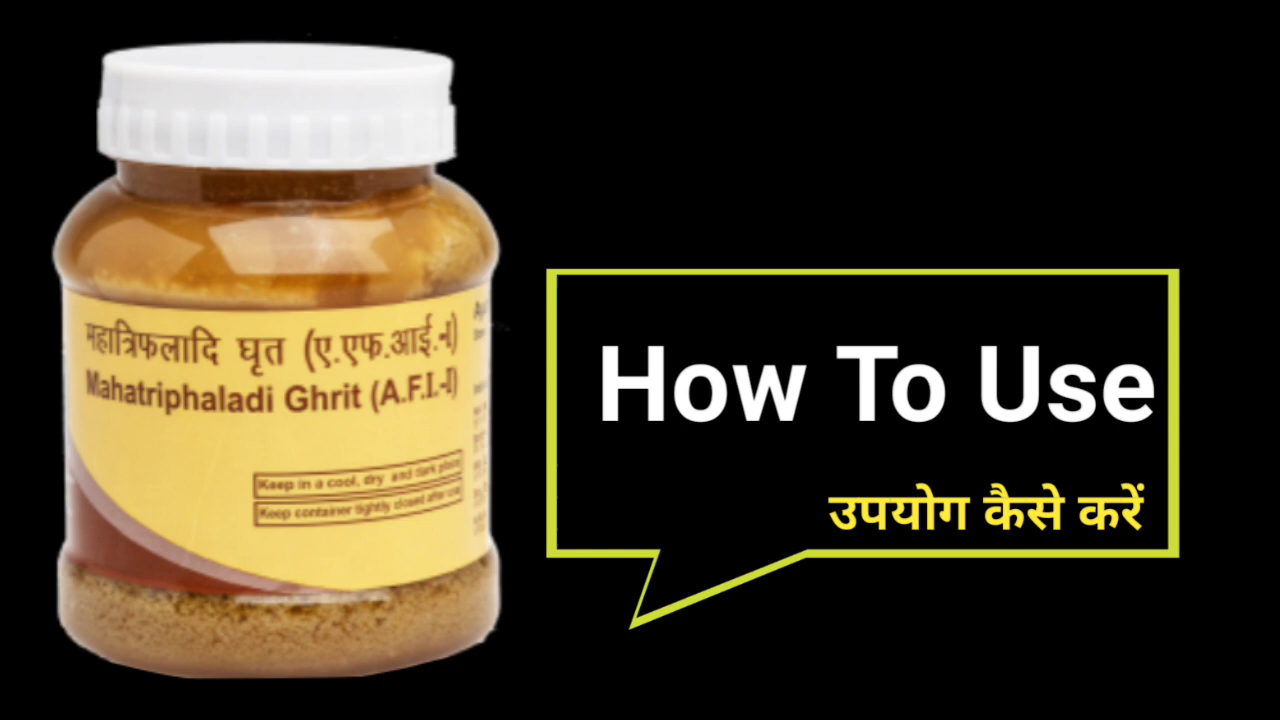 महात्रिफलादि घृत (ए.एफ.आई.-I)
Mahatriphaladi Ghrit (A.F.I.-I)
Keep in a cool, dry and dark place
Keep container tightly closed after use
How To Use
उपयोग कैसे करें